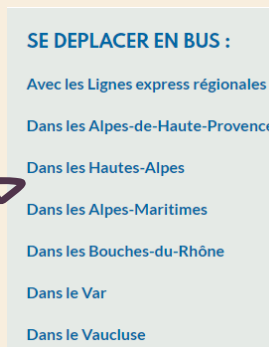 SE DEPLACER EN BUS :
Avec les Lignes express régionales
Dans les Alpes-de-Haute-Provence
Dans les Hautes-Alpes
Dans les Alpes-Maritimes
Dans les Bouches-du-Rhône
Dans le Var
Dans le Vaucluse